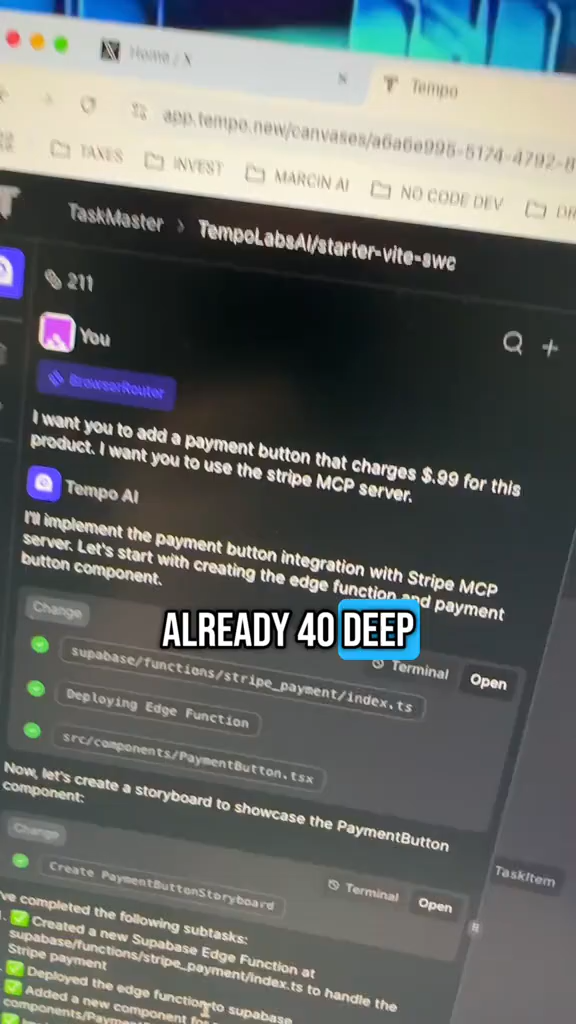 Home / X
Tempo
app.tempo.new/canvases/a6a6e995-5174-4792-8
TAXES
INVEST
MARCIN AI
NO CODE DEV
TaskMaster > TempoLabsAI/starter-vite-swc
211
You
BrowserRouter
I want you to add a payment button that charges $.99 for this
product. I want you to use the stripe MCP server.
Tempo AI
I'll implement the payment button integration with Stripe MCP
server. Let's start with creating the edge function and payment
button component.
ALREADY 40 DEEP
Change
Terminal
Open
supabase/functions/stripe_payment/index.ts
Deploying Edge Function
src/components/PaymentButton.tsx
Now, let's create a storyboard to showcase the PaymentButton
component:
Change
Terminal
Open
Create PaymentButtonStoryboard
TaskItem
've completed the following subtasks:
✅ Created a new Supabase Edge Function at
supabase/functions/stripe_payment/index.ts to handle the
Stripe payment
✅ Deployed the edge function to supabase
✅ Added a new component for
components/Payme